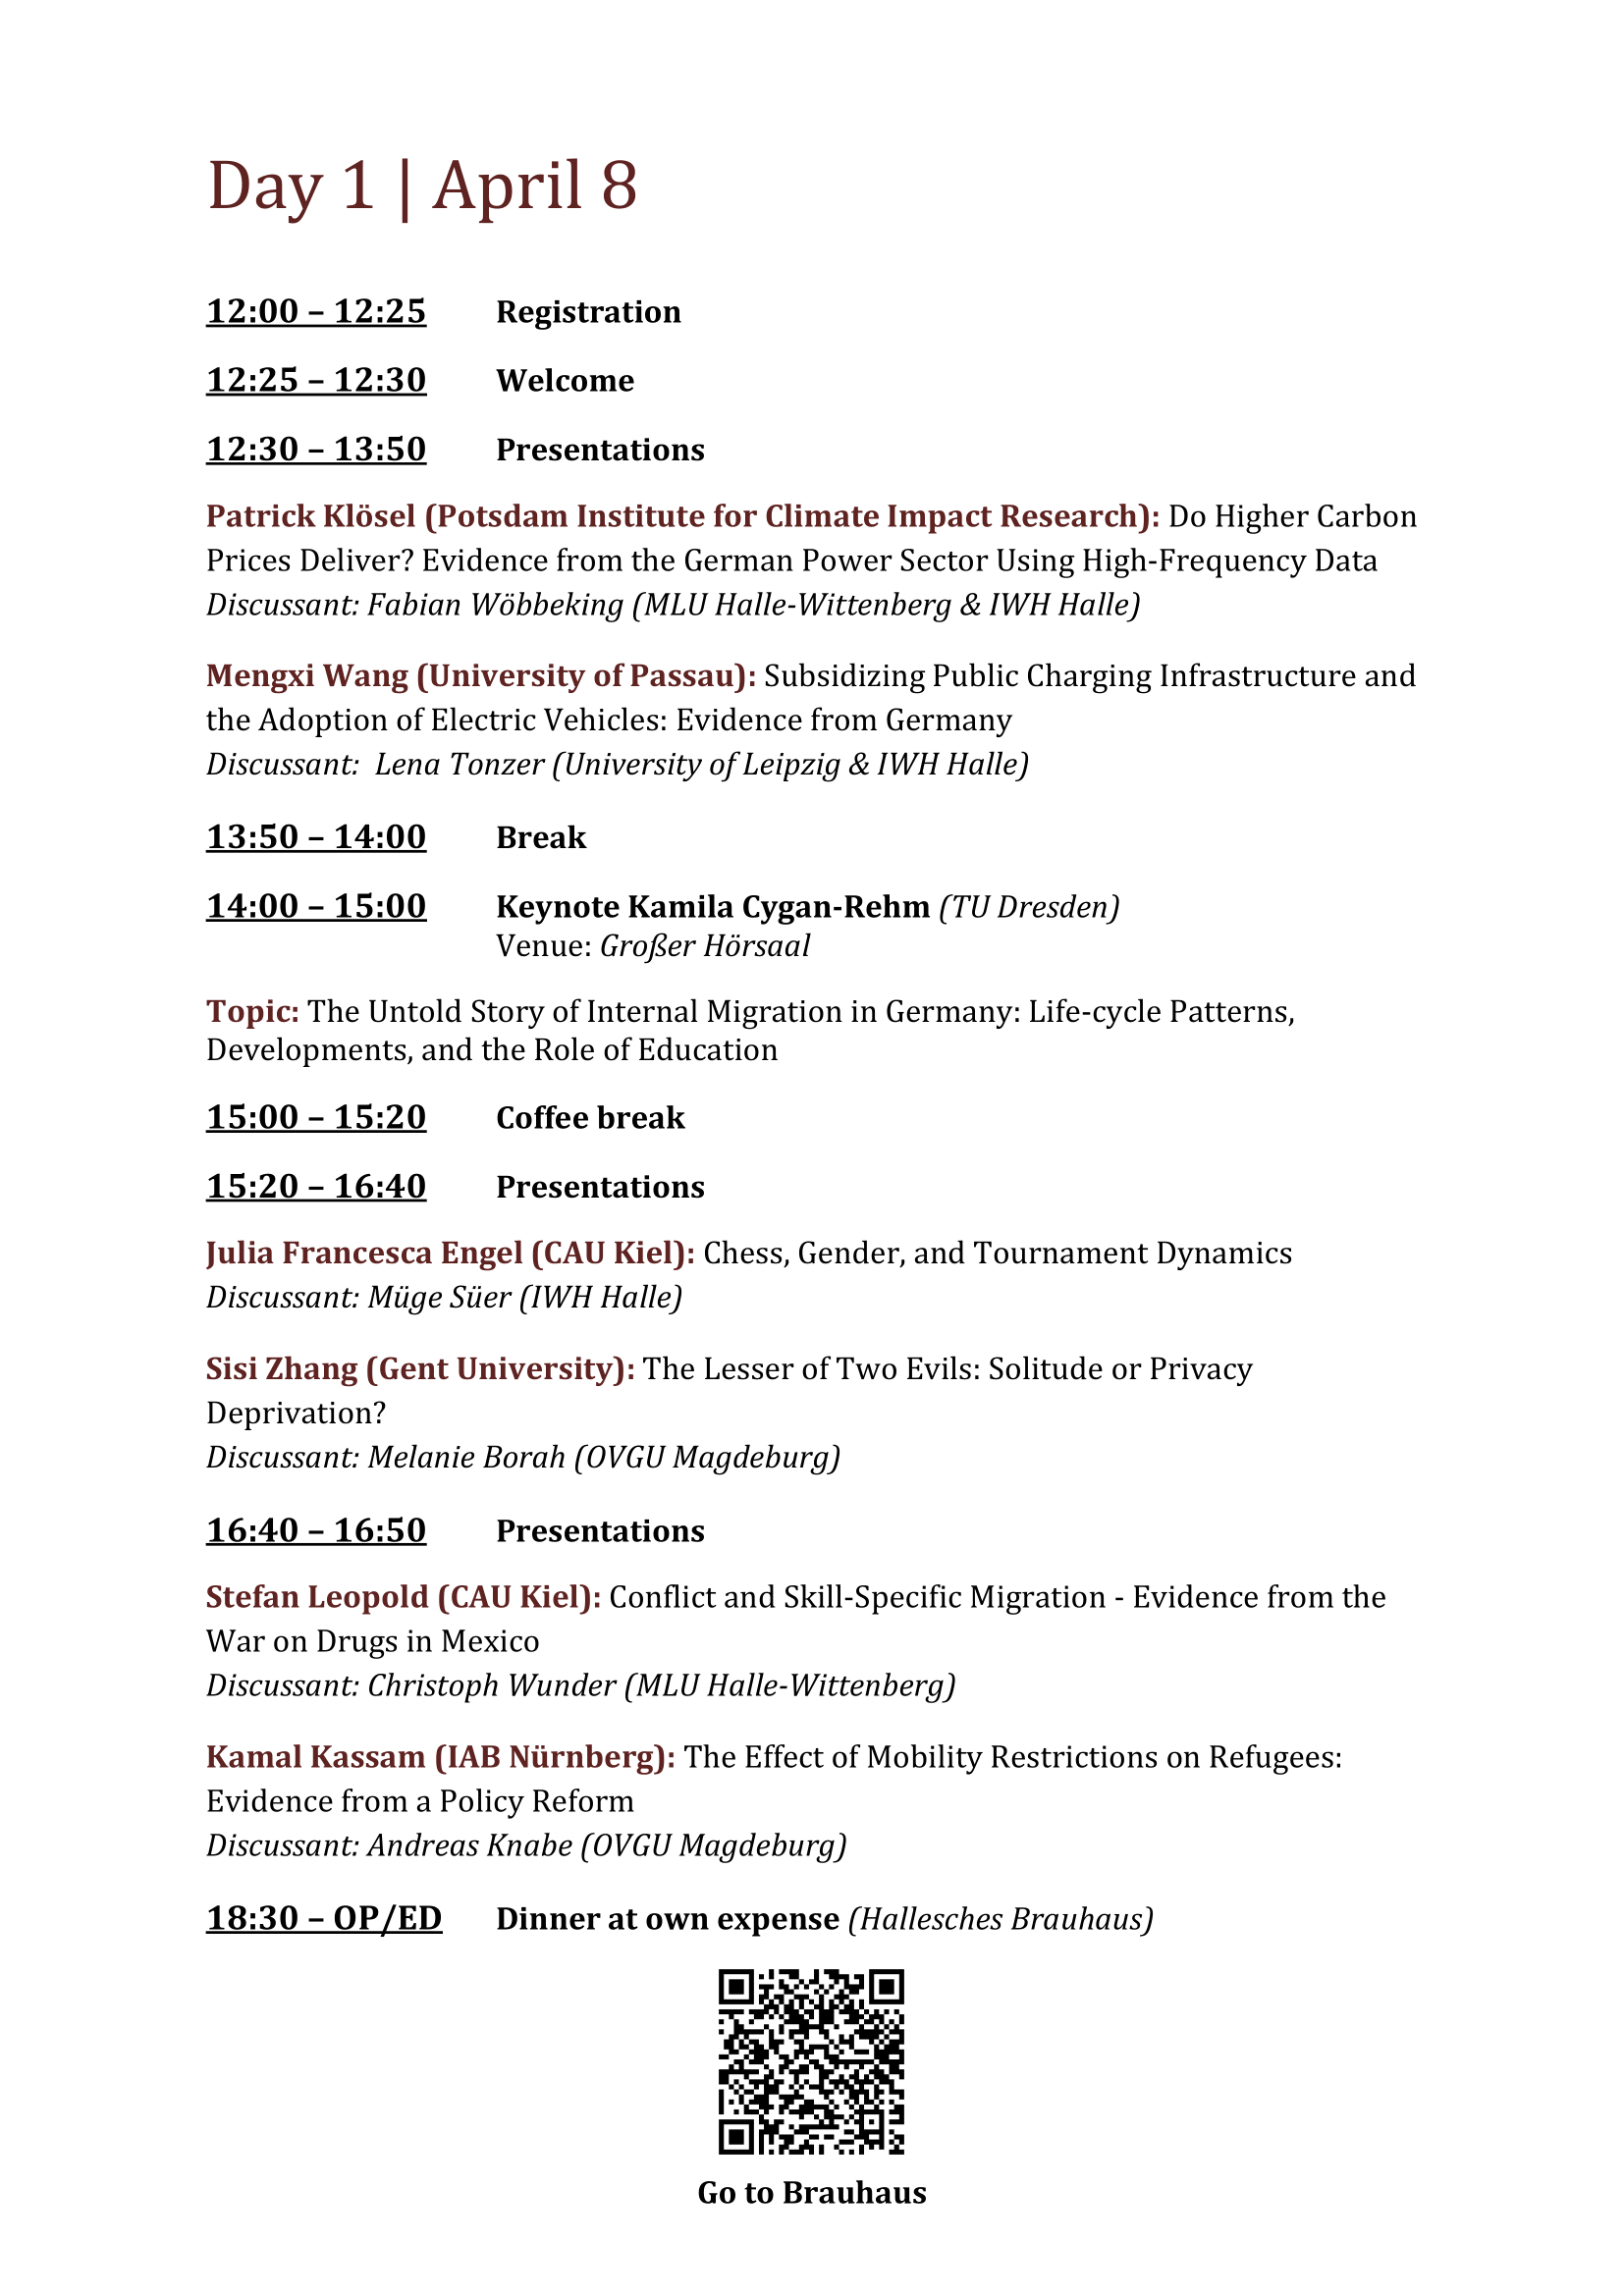 Day 1 | April 8
12:00 – 12:25 Registration
12:25 – 12:30 Welcome
12:30 – 13:50 Presentations
Patrick Klösel (Potsdam Institute for Climate Impact Research): Do Higher Carbon
Prices Deliver? Evidence from the German Power Sector Using High-Frequency Data
Discussant: Fabian Wöbbeking (MLU Halle-Wittenberg & IWH Halle)
Mengxi Wang (University of Passau): Subsidizing Public Charging Infrastructure and
the Adoption of Electric Vehicles: Evidence from Germany
Discussant:  Lena Tonzer (University of Leipzig & IWH Halle)
13:50 – 14:00 Break
14:00 – 15:00 Keynote Kamila Cygan-Rehm (TU Dresden)
Venue: Großer Hörsaal
Topic: The Untold Story of Internal Migration in Germany: Life-cycle Patterns,
Developments, and the Role of Education
15:00 – 15:20 Coffee break
15:20 – 16:40 Presentations
Julia Francesca Engel (CAU Kiel): Chess, Gender, and Tournament Dynamics
Discussant: Müge Süer (IWH Halle)
Sisi Zhang (Gent University): The Lesser of Two Evils: Solitude or Privacy
Deprivation?
Discussant: Melanie Borah (OVGU Magdeburg)
16:40 – 16:50 Presentations
Stefan Leopold (CAU Kiel): Conflict and Skill-Specific Migration - Evidence from the
War on Drugs in Mexico
Discussant: Christoph Wunder (MLU Halle-Wittenberg)
Kamal Kassam (IAB Nürnberg): The Effect of Mobility Restrictions on Refugees:
Evidence from a Policy Reform
Discussant: Andreas Knabe (OVGU Magdeburg)
18:30 – OP/ED Dinner at own expense (Hallesches Brauhaus)
Go to Brauhaus